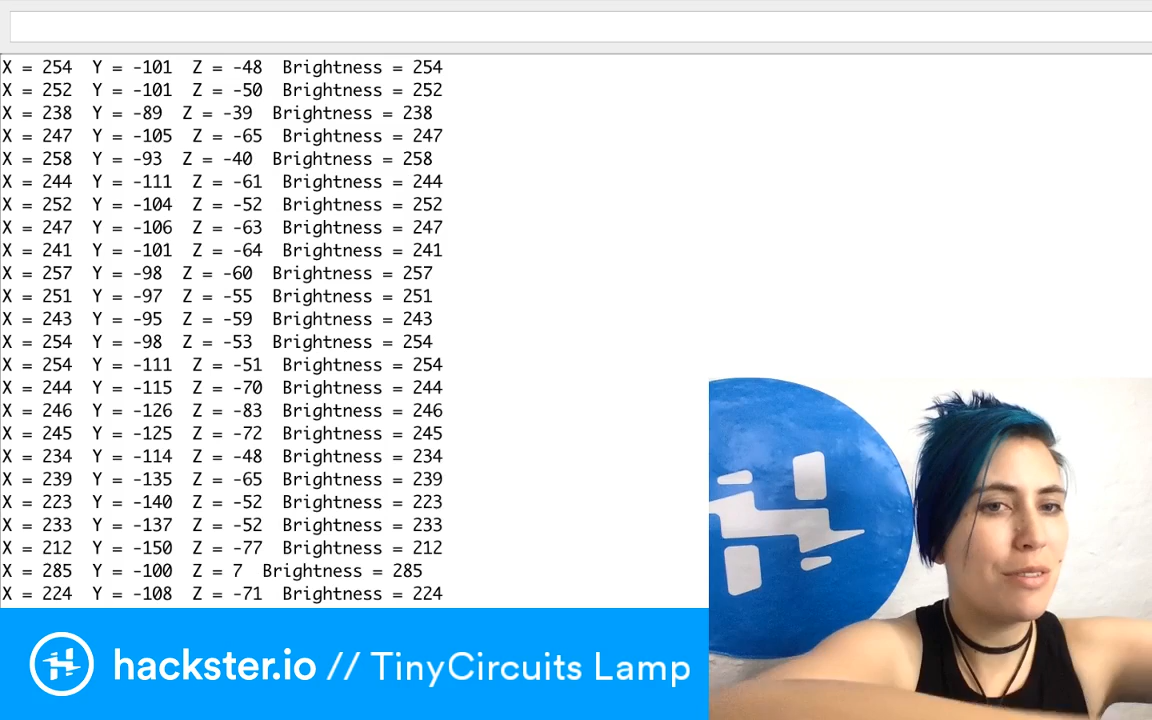 X = 254  Y = -101  Z = -48  Brightness = 254
X = 252  Y = -101  Z = -50  Brightness = 252
X = 238  Y = -89  Z = -39  Brightness = 238
X = 247  Y = -105  Z = -65  Brightness = 247
X = 258  Y = -93  Z = -40  Brightness = 258
X = 244  Y = -111  Z = -61  Brightness = 244
X = 252  Y = -104  Z = -52  Brightness = 252
X = 247  Y = -106  Z = -63  Brightness = 247
X = 241  Y = -101  Z = -64  Brightness = 241
X = 257  Y = -98  Z = -60  Brightness = 257
X = 251  Y = -97  Z = -55  Brightness = 251
X = 243  Y = -95  Z = -59  Brightness = 243
X = 254  Y = -98  Z = -53  Brightness = 254
X = 254  Y = -111  Z = -51  Brightness = 254
X = 244  Y = -115  Z = -70  Brightness = 244
X = 246  Y = -126  Z = -83  Brightness = 246
X = 245  Y = -125  Z = -72  Brightness = 245
X = 234  Y = -114  Z = -48  Brightness = 234
X = 239  Y = -135  Z = -65  Brightness = 239
X = 223  Y = -140  Z = -52  Brightness = 223
X = 233  Y = -137  Z = -52  Brightness = 233
X = 212  Y = -150  Z = -77  Brightness = 212
X = 285  Y = -100  Z = 7  Brightness = 285
X = 224  Y = -108  Z = -71  Brightness = 224
hackster.io // TinyCircuits Lamp